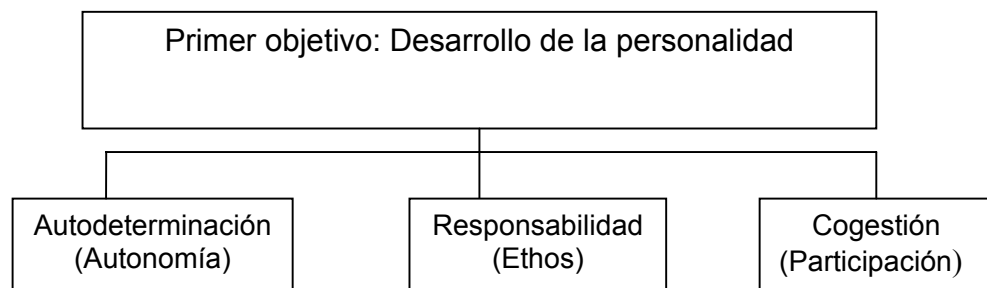 Primer objetivo: Desarrollo de la personalidad
Autodeterminación
(Autonomía)
Responsabilidad
(Ethos)
Cogestión
(Participación)